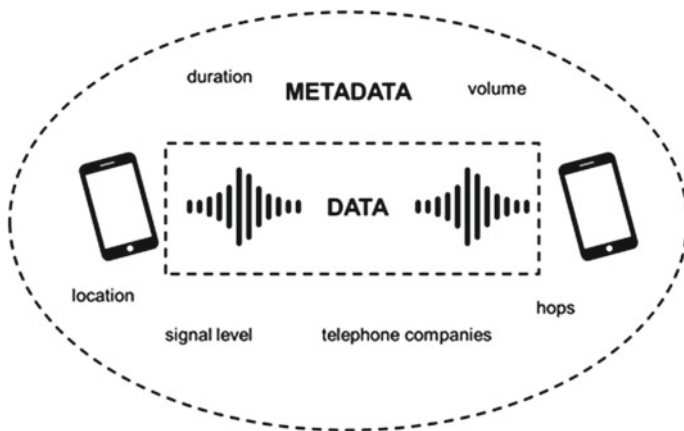 duration
METADATA
volume
DATA
location
hops
signal level
telephone companies